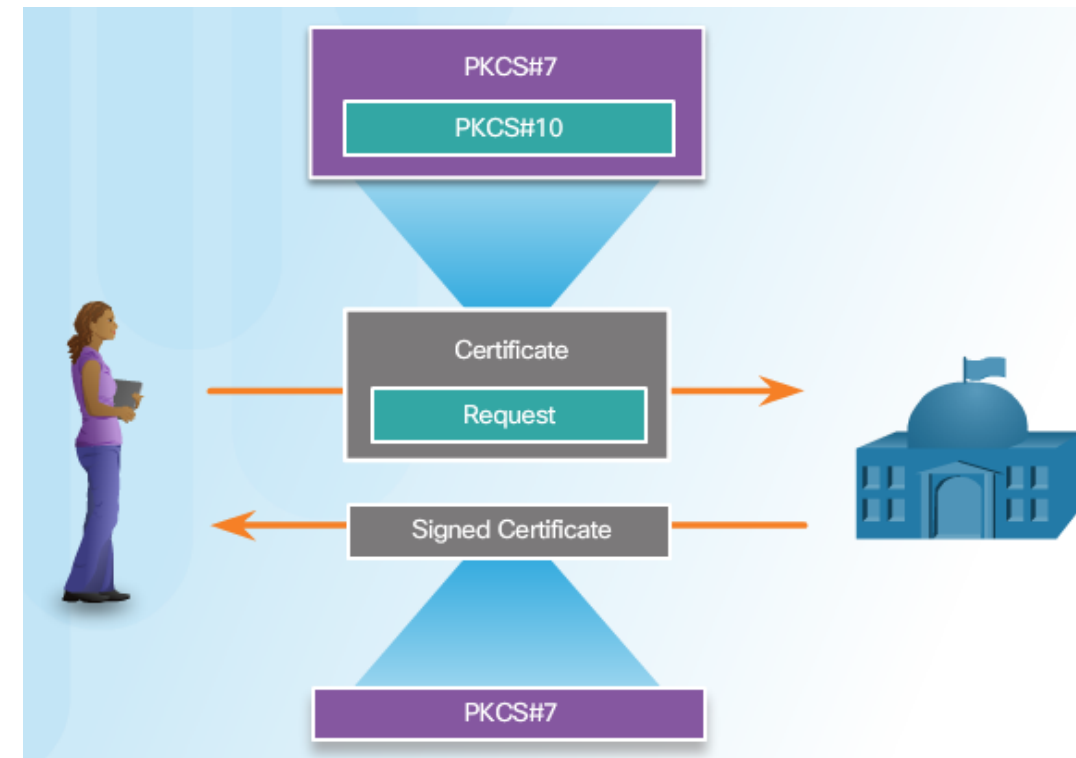 PKCS#7
PKCS#10
Certificate
Request
Signed Certificate
PKCS#7